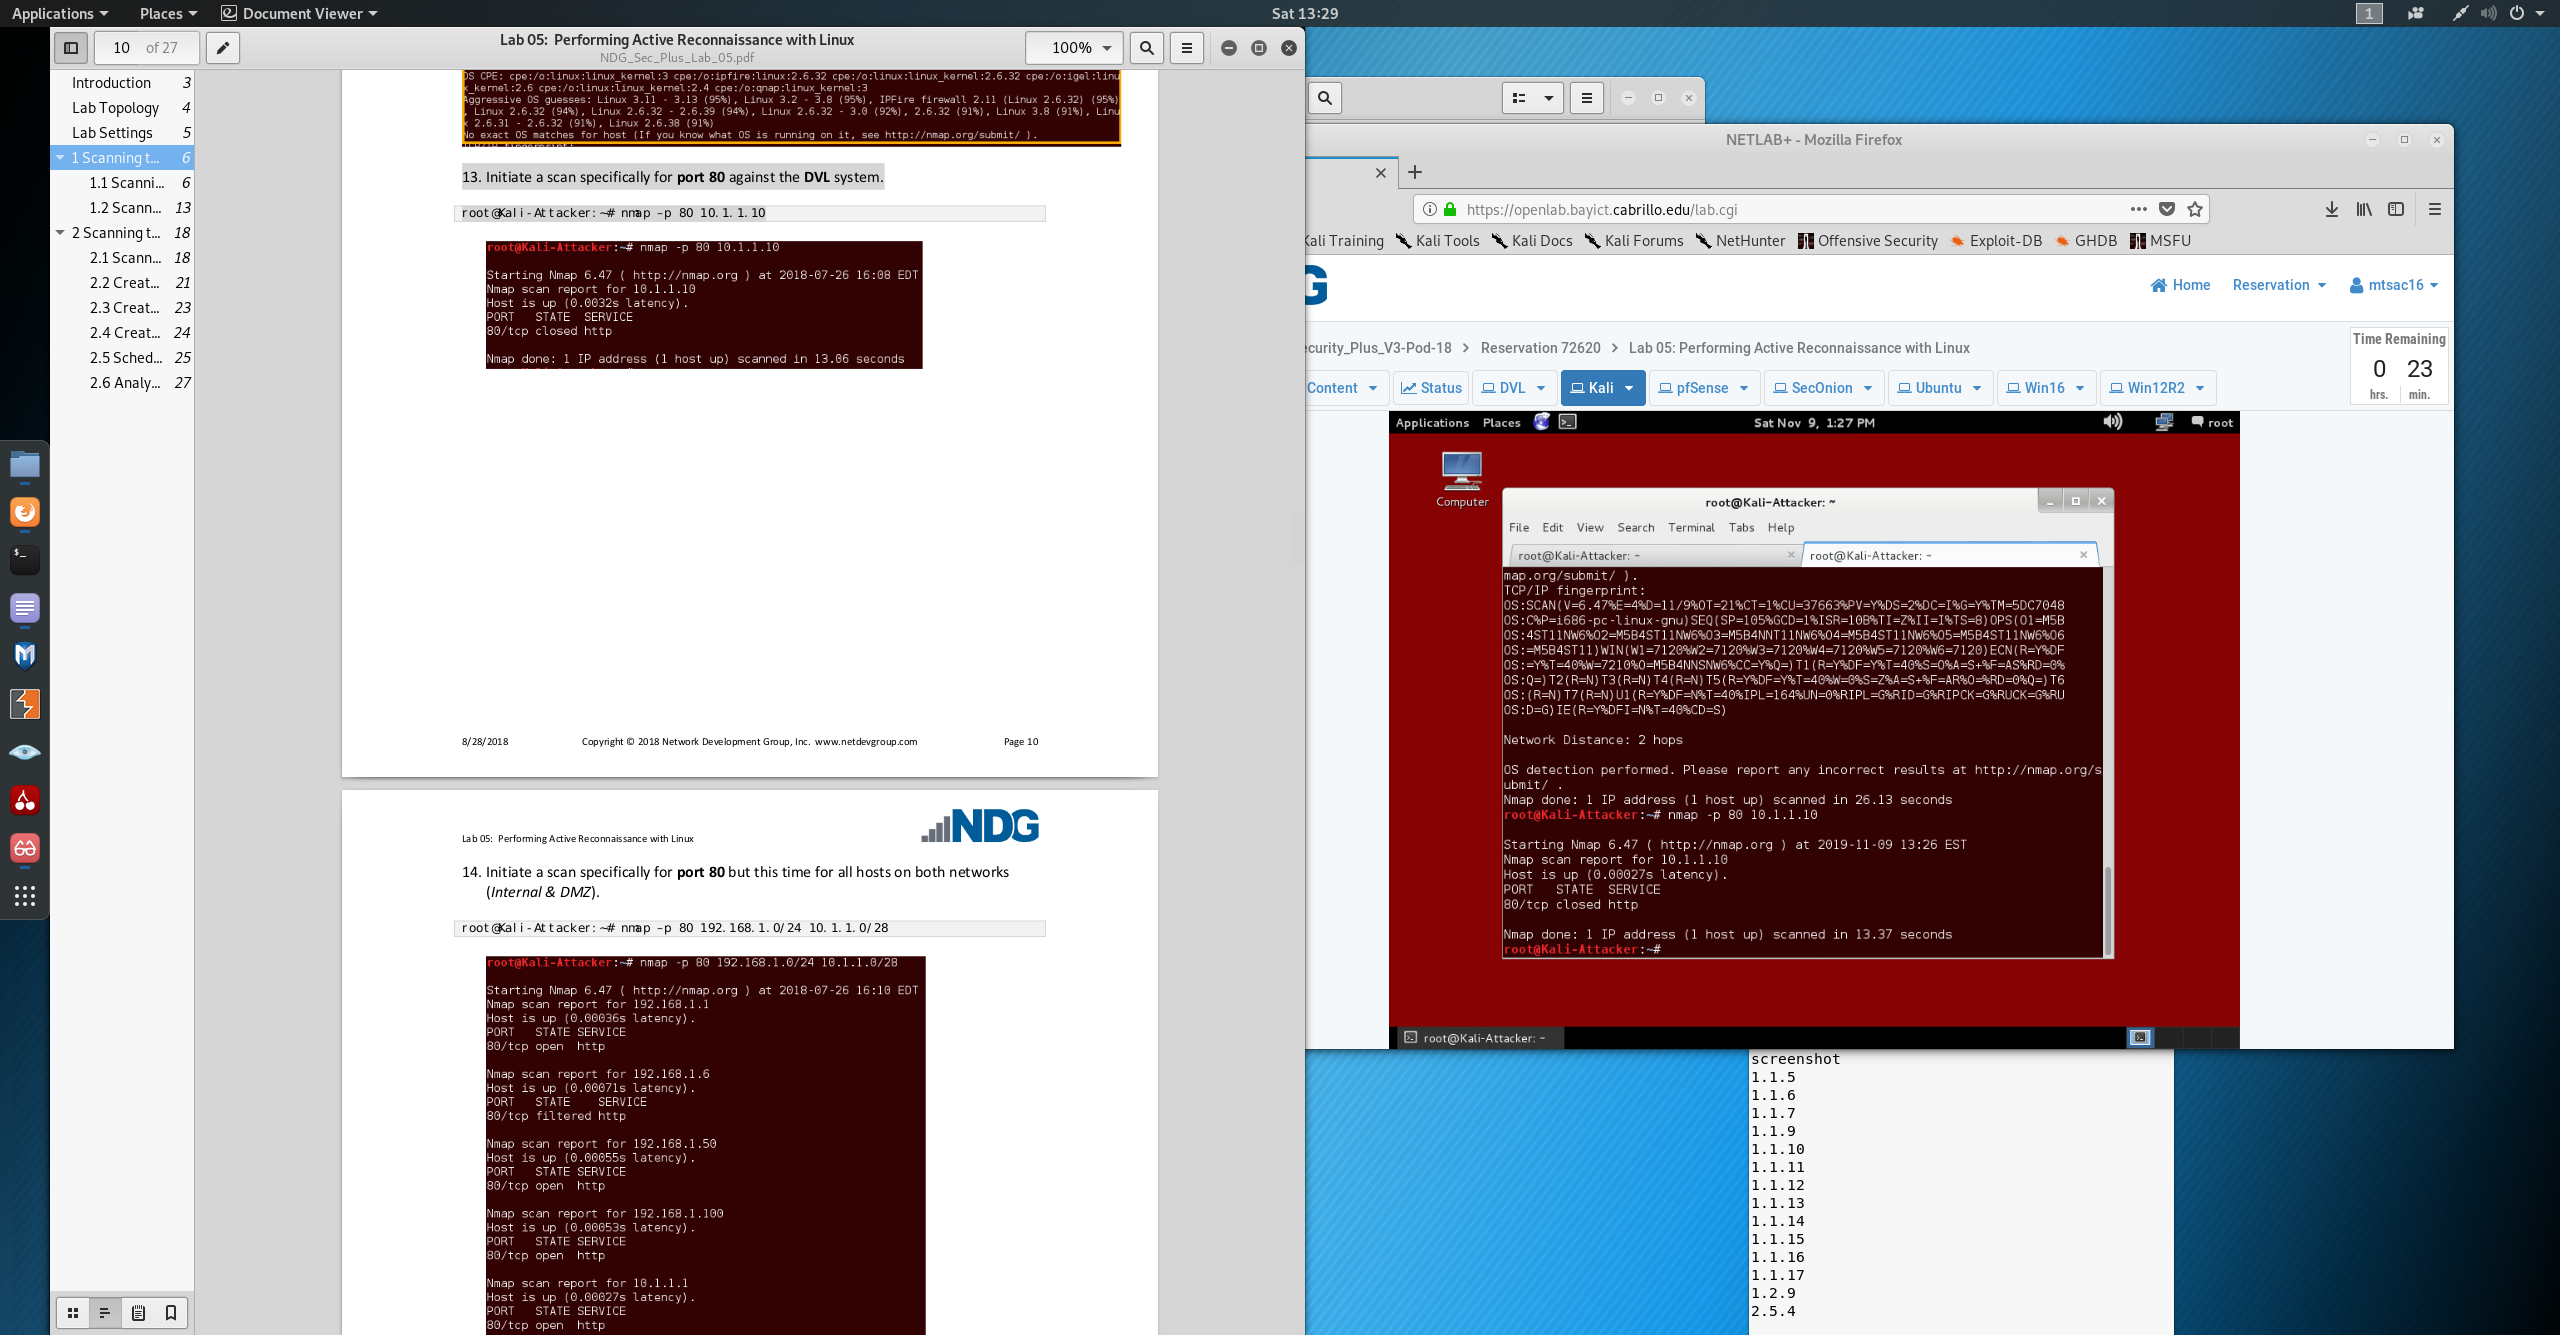 Applications Places Document Viewer Sat 13:29 1
10 of 27
Lab 05: Performing Active Reconnaissance with Linux
NDG_Sec_Plus_Lab_05.pdf
100%
Introduction 3
Lab Topology 4
Lab Settings 5
1 Scanning t... 6
1.1 Scanni... 6
1.2 Scann... 13
2 Scanning t... 18
2.1 Scann... 18
2.2 Creat... 21
2.3 Creat... 23
2.4 Creat... 24
2.5 Sched... 25
2.6 Analy... 27
OS CPE: cpe:/o:linux:linux_kernel:3 cpe:/o:ipfire:linux:2.6.32 cpe:/o:linux:linux_kernel:2.6.32 cpe:/o:igel:linu
x_kernel:2.6 cpe:/o:linux:linux_kernel:2.4 cpe:/o:qnap:linux_kernel:3
Aggressive OS guesses: Linux 3.11 - 3.13 (95%), Linux 3.2 - 3.8 (95%), IPFire firewall 2.11 (Linux 2.6.32) (95%)
, Linux 2.6.32 (94%), Linux 2.6.32 - 2.6.39 (94%), Linux 2.6.32 - 3.0 (92%), 2.6.32 (91%), Linux 3.8 (91%), Linu
x 2.6.31 - 2.6.32 (91%), Linux 2.6.38 (91%)
No exact OS matches for host (If you know what OS is running on it, see http://nmap.org/submit/ ).
13. Initiate a scan specifically for port 80 against the DVL system.
root@Kali-Attacker:~# nmap -p 80 10.1.1.10
root@Kali-Attacker:~# nmap -p 80 10.1.1.10
Starting Nmap 6.47 ( http://nmap.org ) at 2018-07-26 16:08 EDT
Nmap scan report for 10.1.1.10
Host is up (0.0032s latency).
PORT STATE SERVICE
80/tcp closed http
Nmap done: 1 IP address (1 host up) scanned in 13.06 seconds
8/28/2018 Copyright © 2018 Network Development Group, Inc. www.netdevgroup.com Page 10
Lab 05: Performing Active Reconnaissance with Linux
NDG
14. Initiate a scan specifically for port 80 but this time for all hosts on both networks
(Internal & DMZ).
root@Kali-Attacker:~# nmap -p 80 192.168.1.0/24 10.1.1.0/28
root@Kali-Attacker:~# nmap -p 80 192.168.1.0/24 10.1.1.0/28
Starting Nmap 6.47 ( http://nmap.org ) at 2018-07-26 16:10 EDT
Nmap scan report for 192.168.1.1
Host is up (0.00036s latency).
PORT STATE SERVICE
80/tcp open http
Nmap scan report for 192.168.1.6
Host is up (0.00071s latency).
PORT STATE SERVICE
80/tcp filtered http
Nmap scan report for 192.168.1.50
Host is up (0.00055s latency).
PORT STATE SERVICE
80/tcp open http
Nmap scan report for 192.168.1.100
Host is up (0.00053s latency).
PORT STATE SERVICE
80/tcp open http
Nmap scan report for 10.1.1.1
Host is up (0.00027s latency).
PORT STATE SERVICE
80/tcp open http
NETLAB+ - Mozilla Firefox
https://openlab.bayict.cabrillo.edu/lab.cgi
Kali Training Kali Tools Kali Docs Kali Forums NetHunter Offensive Security Exploit-DB GHDB MSFU
G
Home Reservation mtsac16
ecurity_Plus_V3-Pod-18 > Reservation 72620 > Lab 05: Performing Active Reconnaissance with Linux
Time Remaining
0 23
hrs. min.
Content Status DVL Kali pfSense SecOnion Ubuntu Win16 Win12R2
Applications Places Sat Nov 9, 1:27 PM root
Computer
root@Kali-Attacker: ~
File Edit View Search Terminal Tabs Help
root@Kali-Attacker: ~ root@Kali-Attacker: ~
map.org/submit/ ).
TCP/IP fingerprint:
OS:SCAN(V=6.47%E=4%D=11/9%OT=21%CT=1%CU=37663%PV=Y%DS=2%DC=I%G=Y%TM=5DC7048
OS:C%P=i686-pc-linux-gnu)SEQ(SP=105%GCD=1%ISR=10B%TI=Z%II=I%TS=8)OPS(O1=M5B
OS:4ST11NW6%O2=M5B4ST11NW6%O3=M5B4NNT11NW6%O4=M5B4ST11NW6%O5=M5B4ST11NW6%O6
OS:=M5B4ST11)WIN(W1=7120%W2=7120%W3=7120%W4=7120%W5=7120%W6=7120)ECN(R=Y%DF
OS:=Y%T=40%W=7210%O=M5B4NNSNW6%CC=Y%Q=)T1(R=Y%DF=Y%T=40%S=O%A=S+%F=AS%RD=0%
OS:Q=)T2(R=N)T3(R=N)T4(R=N)T5(R=Y%DF=Y%T=40%W=0%S=Z%A=S+%F=AR%O=%RD=0%Q=)T6
OS:(R=N)T7(R=N)U1(R=Y%DF=N%T=40%IPL=164%UN=0%RIPL=G%RID=G%RIPCK=G%RUCK=G%RU
OS:D=G)IE(R=Y%DFI=N%T=40%CD=S)
Network Distance: 2 hops
OS detection performed. Please report any incorrect results at http://nmap.org/s
ubmit/ .
Nmap done: 1 IP address (1 host up) scanned in 26.13 seconds
root@Kali-Attacker:~# nmap -p 80 10.1.1.10
Starting Nmap 6.47 ( http://nmap.org ) at 2019-11-09 13:26 EST
Nmap scan report for 10.1.1.10
Host is up (0.00027s latency).
PORT STATE SERVICE
80/tcp closed http
Nmap done: 1 IP address (1 host up) scanned in 13.37 seconds
root@Kali-Attacker:~#
root@Kali-Attacker: ~
screenshot
1.1.5
1.1.6
1.1.7
1.1.9
1.1.10
1.1.11
1.1.12
1.1.13
1.1.14
1.1.15
1.1.16
1.1.17
1.2.9
2.5.4